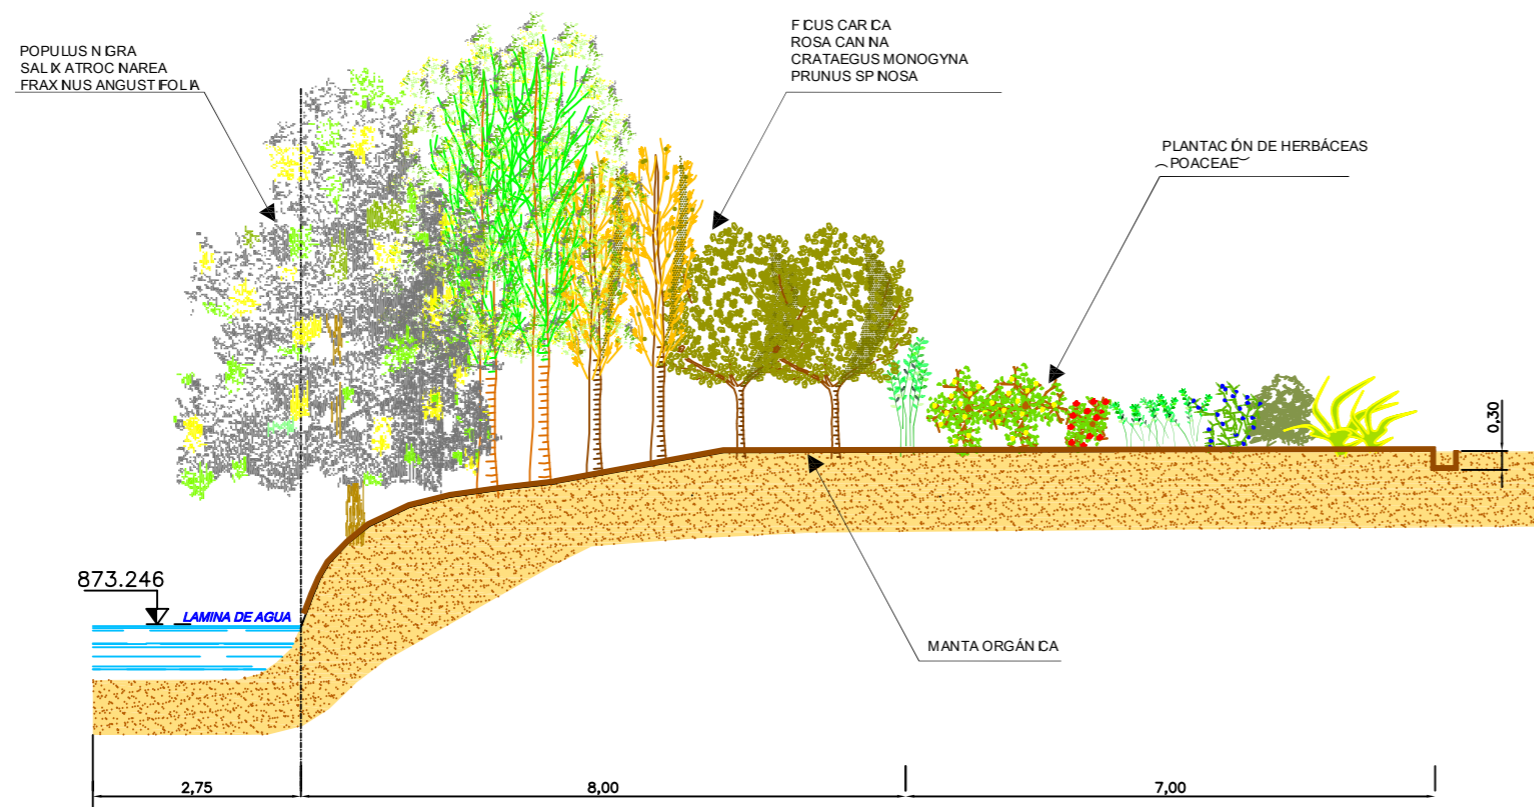 POPULUS NIGRA
SALIX ATROCINAREA
FRAXINUS ANGUSTIFOLIA
FICUS CARICA
ROSA CANINA
CRATAEGUS MONOGYNA
PRUNUS SPINOSA
PLANTACIÓN DE HERBÁCEAS
POACEAE
0,30
873.246
LAMINA DE AGUA
MANTA ORGÁNICA
2,75
8,00
7,00